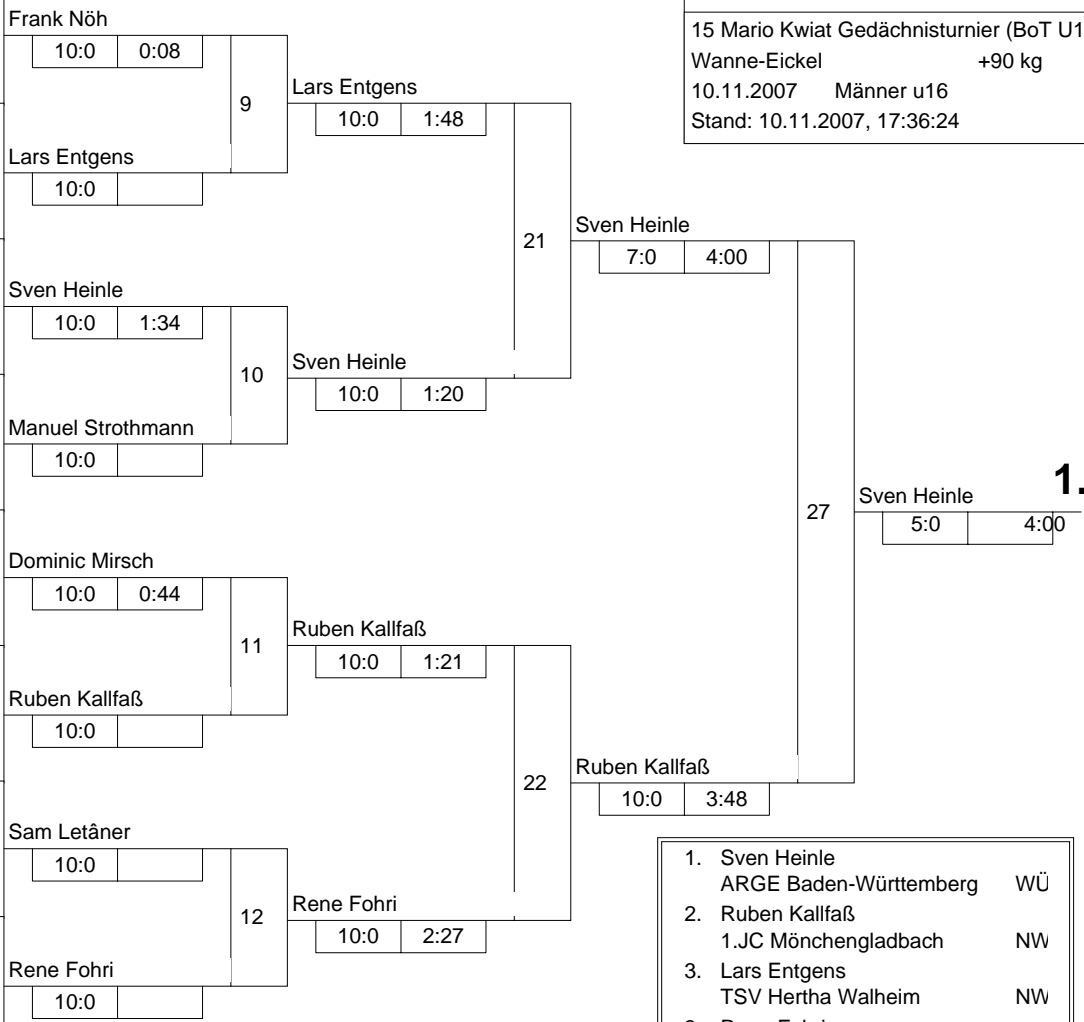 Frank Nöh
10:0 0:08
9
Lars Entgens
10:0
Lars Entgens
10:0 1:48
21
Sven Heinle
10:0 1:34
10
Manuel Strothmann
10:0
Sven Heinle
10:0 1:20
Sven Heinle
7:0 4:00
27
Dominic Mirsch
10:0 0:44
11
Ruben Kallfaß
10:0
Ruben Kallfaß
10:0 1:21
22
Sam Letâner
10:0
12
Rene Fohri
10:0
Rene Fohri
10:0 2:27
Ruben Kallfaß
10:0 3:48
Sven Heinle 1.
5:0 4:00
15 Mario Kwiat Gedächnisturnier (BoT U1
Wanne-Eickel +90 kg
10.11.2007 Männer u16
Stand: 10.11.2007, 17:36:24
1. Sven Heinle
ARGE Baden-Württemberg WÜ
2. Ruben Kallfaß
1.JC Mönchengladbach NW
3. Lars Entgens
TSV Hertha Walheim NW